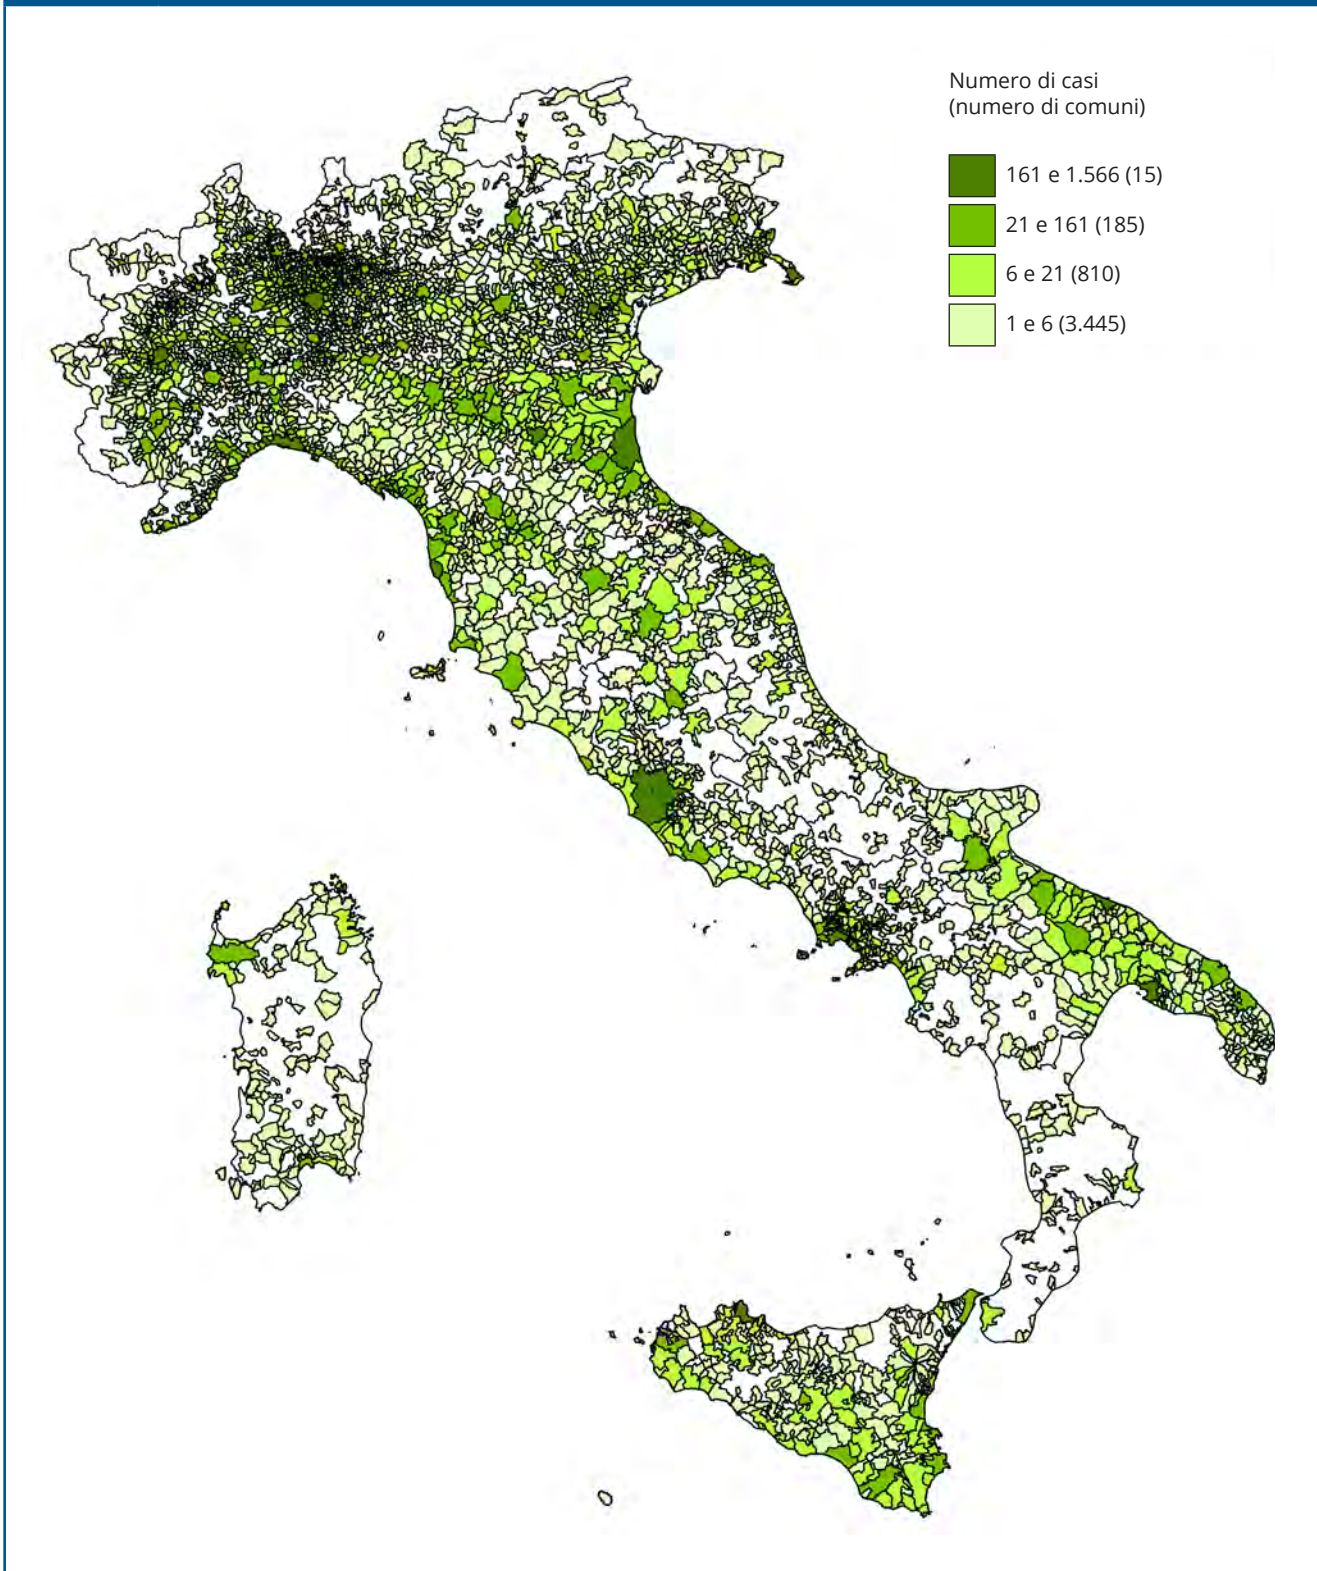 Numero di casi
(numero di comuni)
161 e 1.566 (15)
21 e 161 (185)
6 e 21 (810)
1 e 6 (3.445)